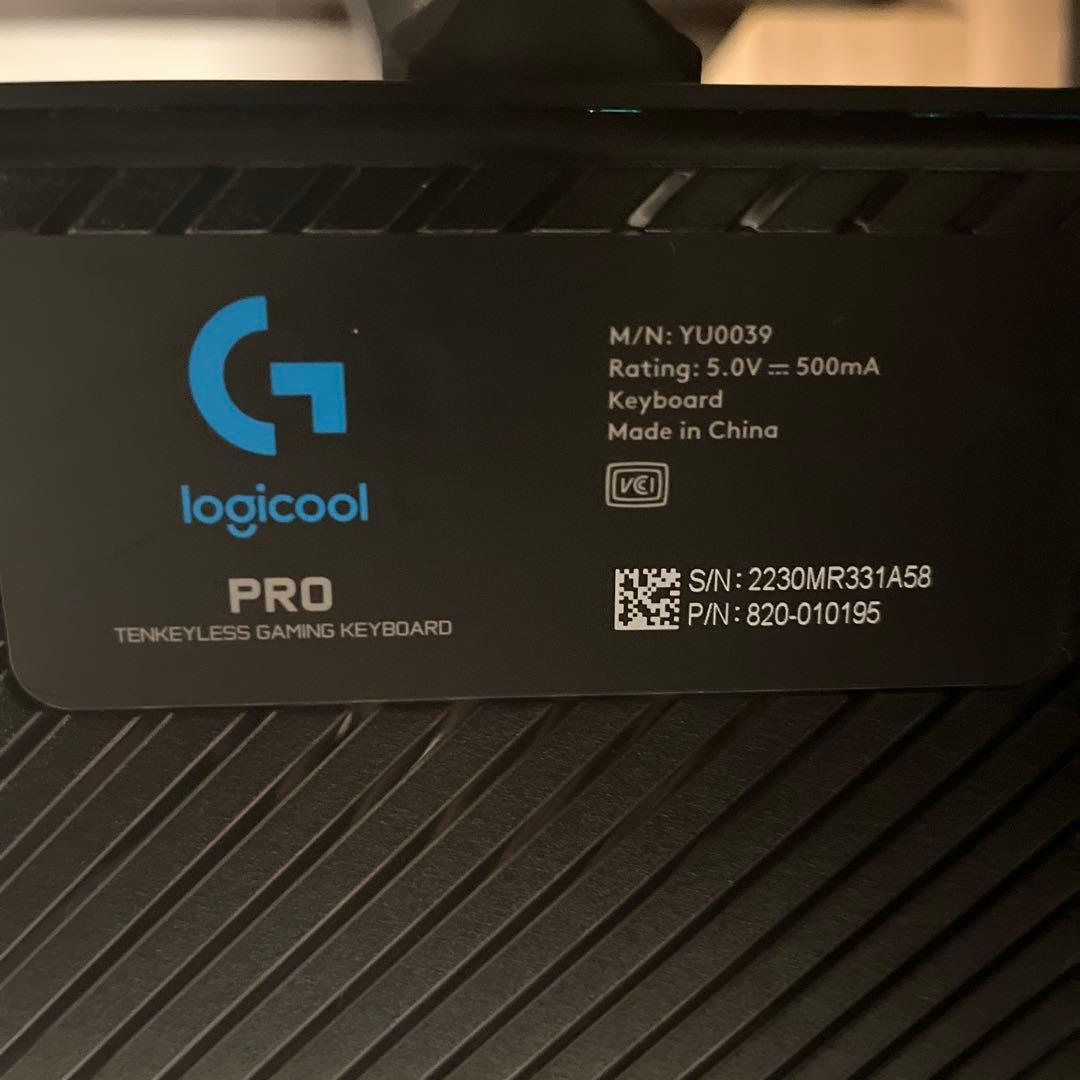 G
logicool
PRO
TENKEYLESS GAMING KEYBOARD
M/N: YU0039
Rating: 5.0V ⎓ 500mA
Keyboard
Made in China
VCI
S/N: 2230MR331A58
P/N: 820-010195